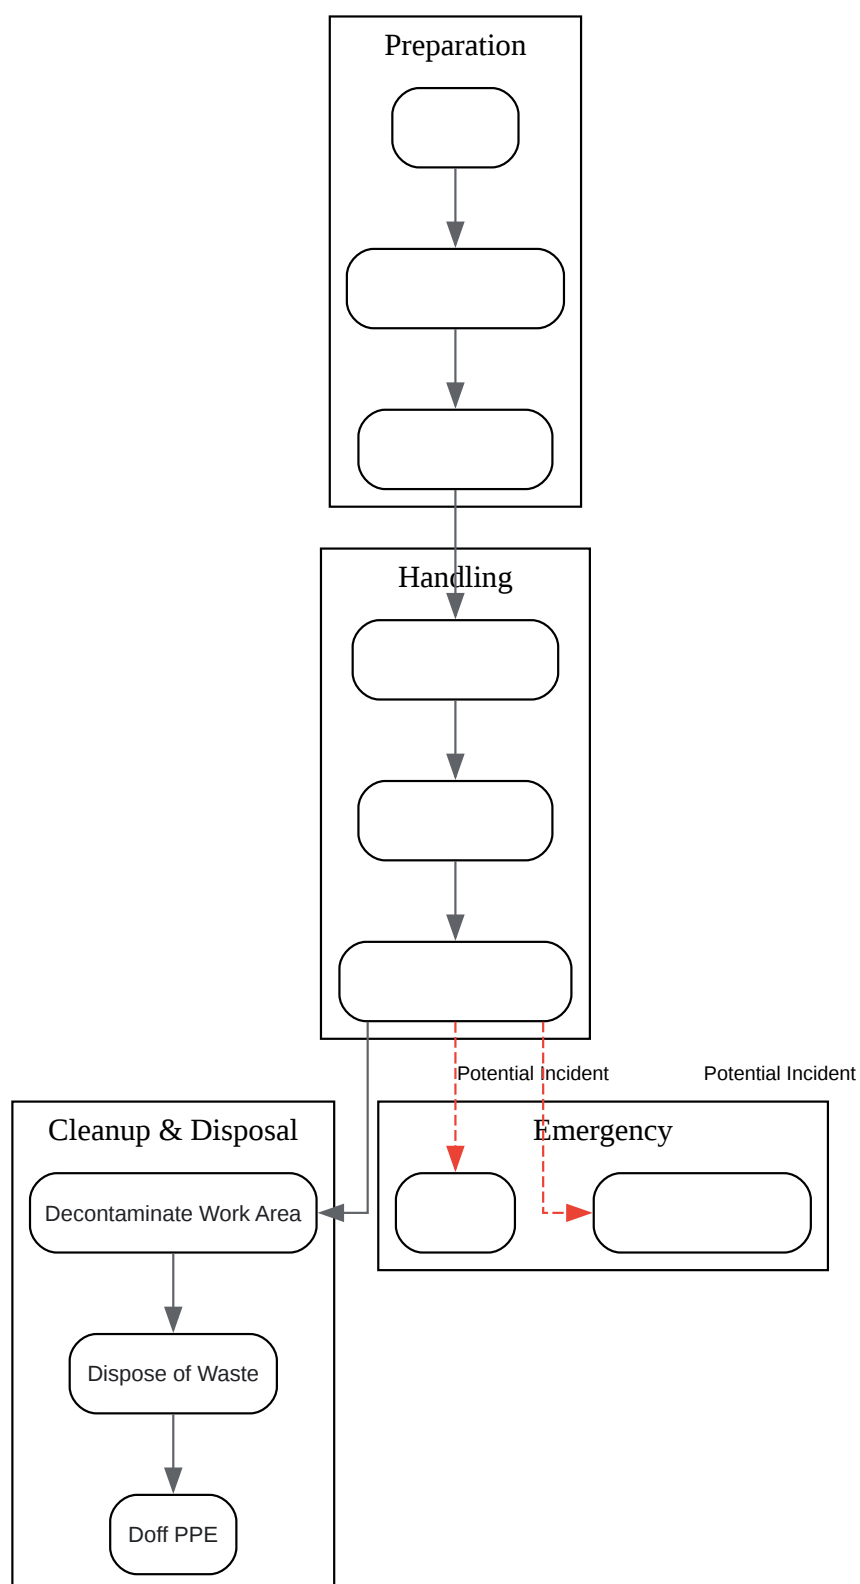 Preparation
Handling
Potential Incident
Potential Incident
Cleanup & Disposal
Emergency
Decontaminate Work Area
Dispose of Waste
Doff PPE